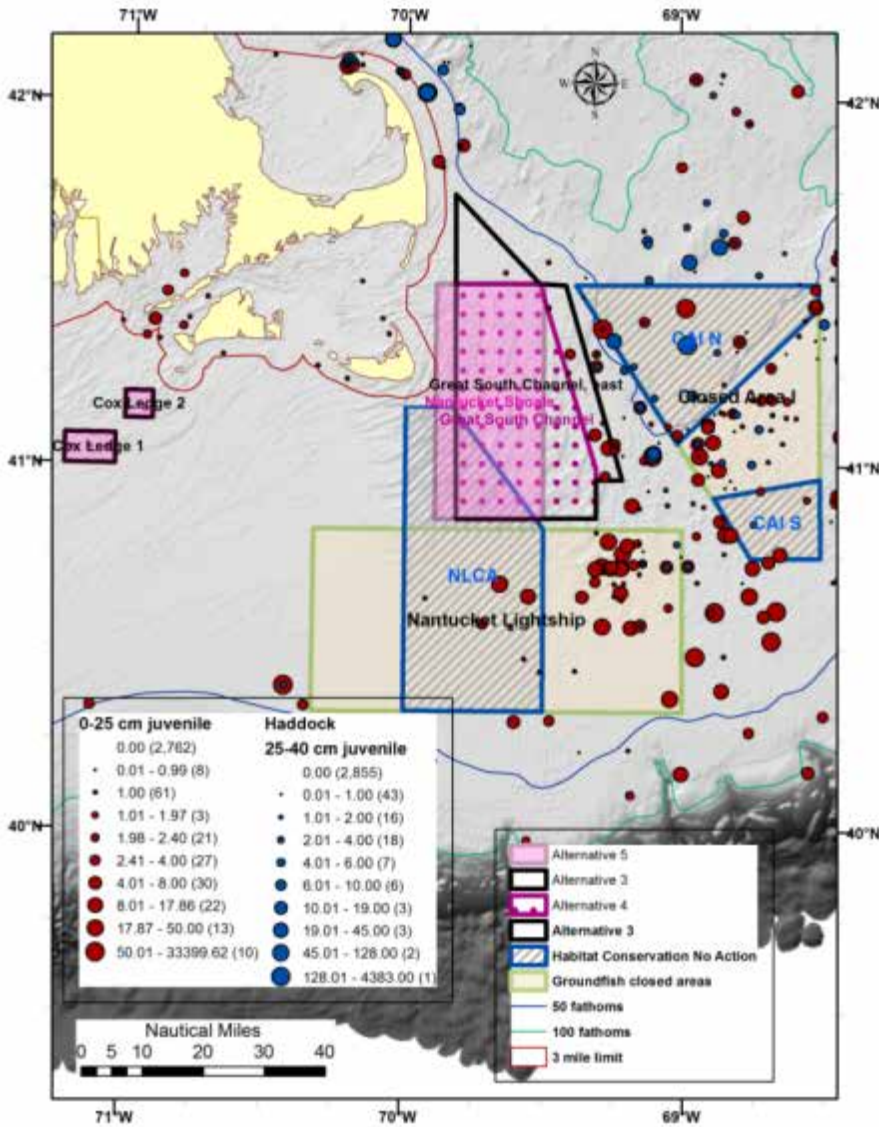 71°W 70°W 69°W
N
W E
S
42°N 42°N
CAI N
Great South Channel, east
Closed Area I
Nantucket Shoals
Great South Channel
Cox Ledge 2
Cox Ledge 1
41°N 41°N
CAI S
NLCA
Nantucket Lightship
0-25 cm juvenile
0.00 (2,762)
0.01 - 0.99 (8)
1.00 (61)
1.01 - 1.97 (3)
1.98 - 2.40 (21)
2.41 - 4.00 (27)
4.01 - 8.00 (30)
8.01 - 17.86 (22)
17.87 - 50.00 (13)
50.01 - 33399.62 (10)
Haddock
25-40 cm juvenile
0.00 (2,855)
0.01 - 1.00 (43)
1.01 - 2.00 (16)
2.01 - 4.00 (18)
4.01 - 6.00 (7)
6.01 - 10.00 (6)
10.01 - 19.00 (3)
19.01 - 45.00 (3)
45.01 - 128.00 (2)
128.01 - 4383.00 (1)
40°N 40°N
Alternative 5
Alternative 3
Alternative 4
Alternative 3
Habitat Conservation No Action
Groundfish closed areas
50 fathoms
100 fathoms
3 mile limit
Nautical Miles
0 5 10 20 30 40
71°W 70°W 69°W